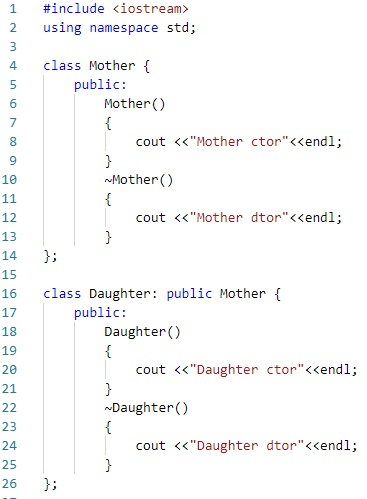 1 #include <iostream>
2 using namespace std;
3
4 class Mother {
5 public:
6 Mother()
7 {
8 cout <<"Mother ctor"<<endl;
9 }
10 ~Mother()
11 {
12 cout <<"Mother dtor"<<endl;
13 }
14 };
15
16 class Daughter: public Mother {
17 public:
18 Daughter()
19 {
20 cout <<"Daughter ctor"<<endl;
21 }
22 ~Daughter()
23 {
24 cout <<"Daughter dtor"<<endl;
25 }
26 };